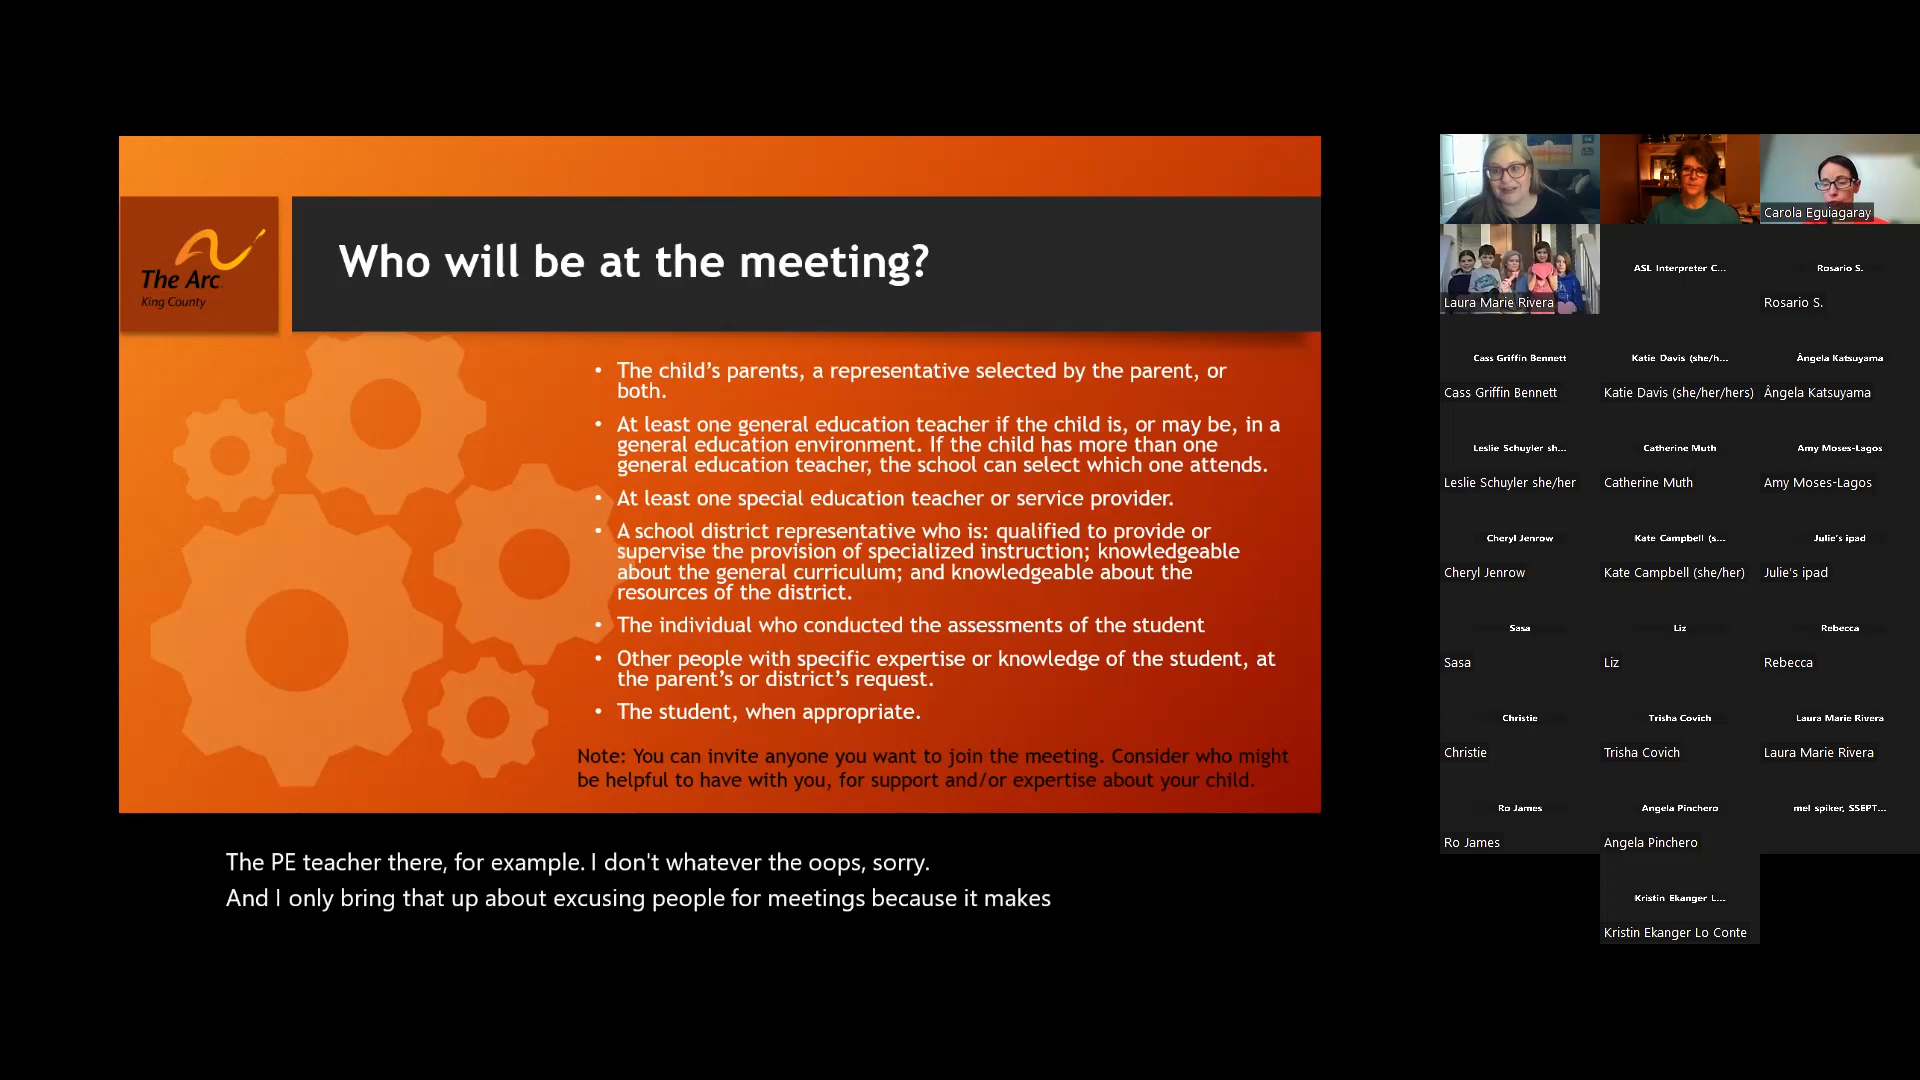 The Arc
King County
Who will be at the meeting?
• The child's parents, a representative selected by the parent, or
both.
• At least one general education teacher if the child is, or may be, in a
general education environment. If the child has more than one
general education teacher, the school can select which one attends.
• At least one special education teacher or service provider.
• A school district representative who is: qualified to provide or
supervise the provision of specialized instruction; knowledgeable
about the general curriculum; and knowledgeable about the
resources of the district.
• The individual who conducted the assessments of the student
• Other people with specific expertise or knowledge of the student, at
the parent's or district's request.
• The student, when appropriate.
Note: You can invite anyone you want to join the meeting. Consider who might
be helpful to have with you, for support and/or expertise about your child.
The PE teacher there, for example. I don't whatever the oops, sorry.
And I only bring that up about excusing people for meetings because it makes
Carola Eguiagaray
Laura Marie Rivera
ASL Interpreter C...
Rosario S.
Rosario S.
Cass Griffin Bennett
Cass Griffin Bennett
Katie Davis (she/h...
Katie Davis (she/her/hers)
Ângela Katsuyama
Ângela Katsuyama
Leslie Schuyler sh...
Leslie Schuyler she/her
Catherine Muth
Catherine Muth
Amy Moses-Lagos
Amy Moses-Lagos
Cheryl Jenrow
Cheryl Jenrow
Kate Campbell (s...
Kate Campbell (she/her)
Julie's ipad
Julie's ipad
Sasa
Sasa
Liz
Liz
Rebecca
Rebecca
Christie
Christie
Trisha Covich
Trisha Covich
Laura Marie Rivera
Laura Marie Rivera
Ro James
Ro James
Angela Pinchero
Angela Pinchero
mel spiker, SSEPT...
Kristin Ekanger L...
Kristin Ekanger Lo Conte